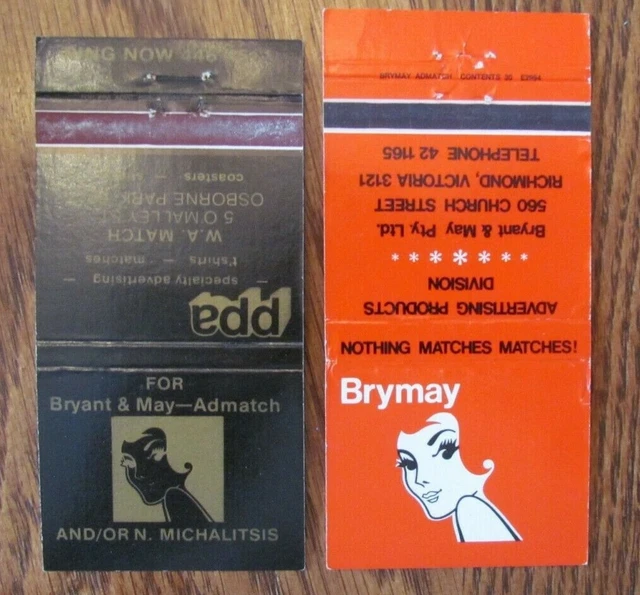 FOR
Bryant & May—Admatch
AND/OR N. MICHALITSIS
ppa
specialty advertising —
t'shirts — matches
W.A. MATCH
5 O'MALLEY
OSBORNE PARK
coasters —
NOW
BRYMAY ADMATCH CONTENTS 20 E2954
NOTHING MATCHES MATCHES!
Brymay
ADVERTISING PRODUCTS
DIVISION
*******
Bryant & May Pty. Ltd.
560 CHURCH STREET
RICHMOND, VICTORIA 3121
TELEPHONE 42 1165